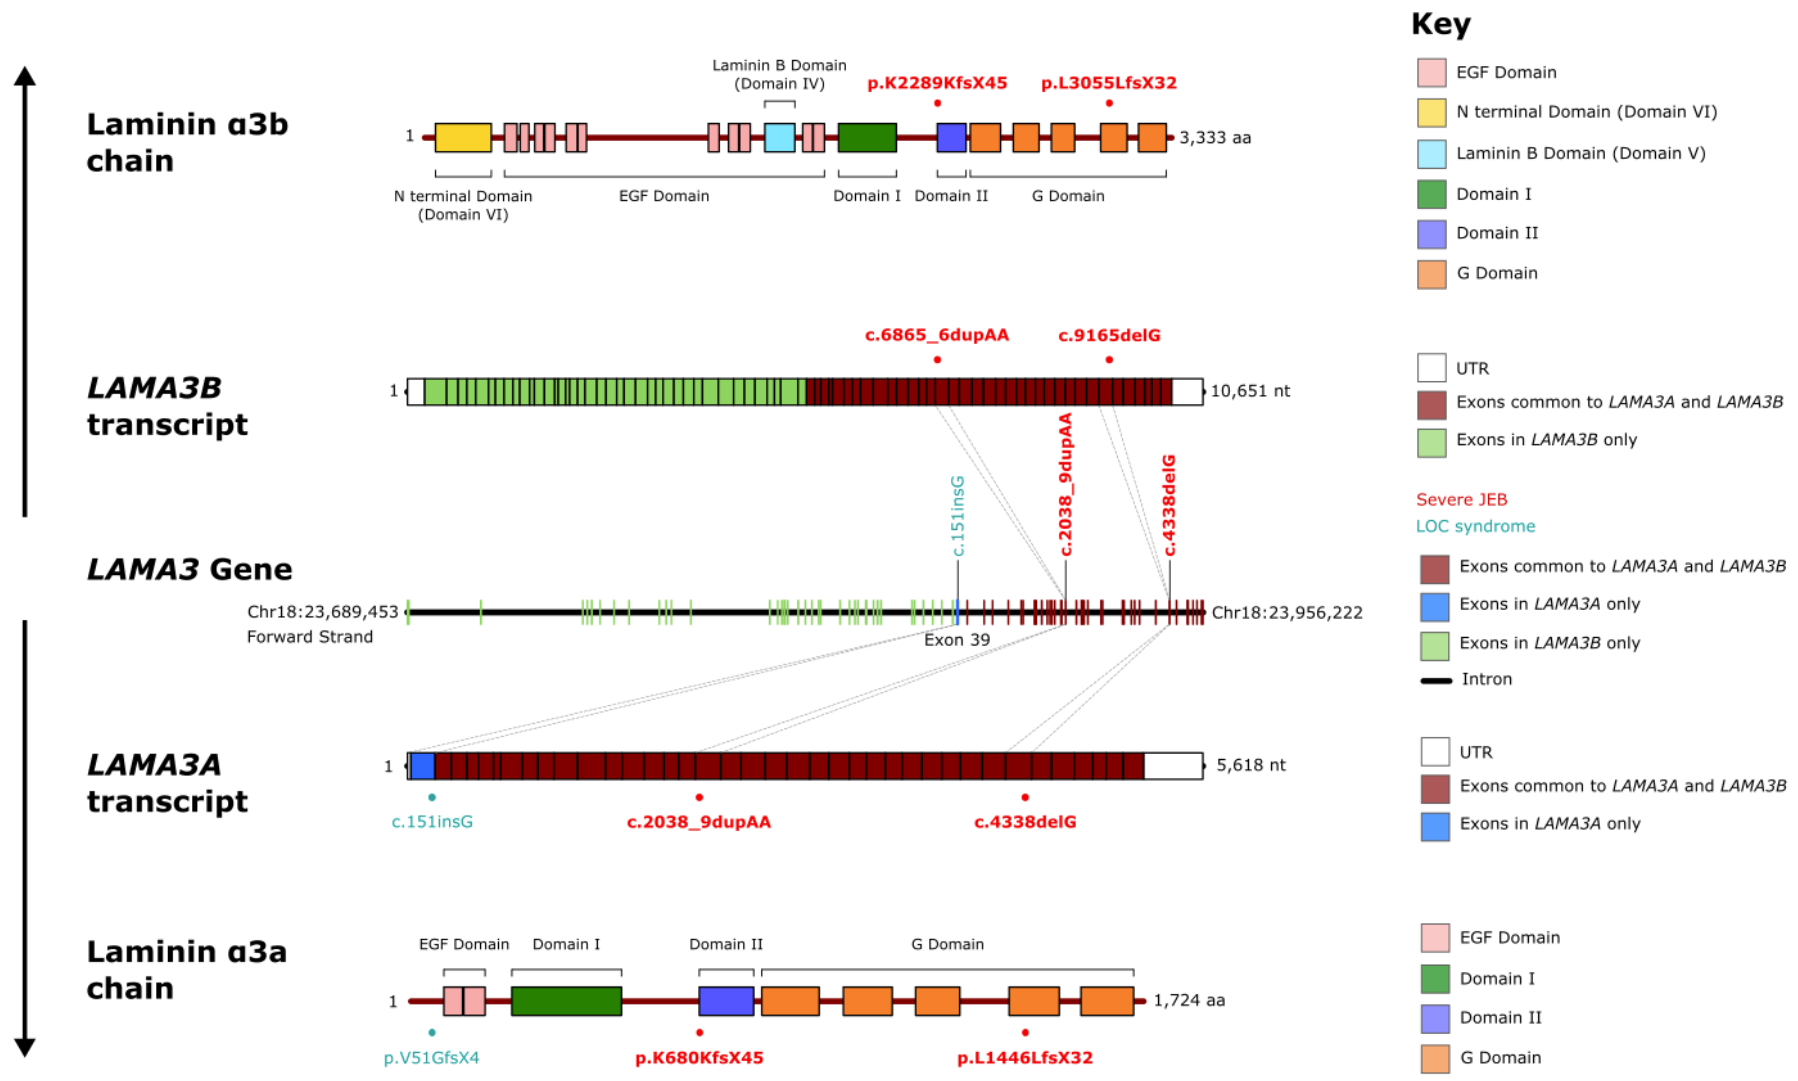 Key
Laminin B Domain
(Domain IV)
p.K2289KfsX45
p.L3055LfsX32
Laminin α3b
chain
1
3,333 aa
N terminal Domain
(Domain VI)
EGF Domain
Domain I
Domain II
G Domain
EGF Domain
N terminal Domain (Domain VI)
Laminin B Domain (Domain V)
Domain I
Domain II
G Domain
c.6865_6dupAA
c.9165delG
LAMA3B
transcript
1
10,651 nt
UTR
Exons common to LAMA3A and LAMA3B
Exons in LAMA3B only
c.151insG
c.2038_9dupAA
c.4338delG
Severe JEB
LOC syndrome
LAMA3 Gene
Chr18:23,689,453
Forward Strand
Exon 39
Chr18:23,956,222
Exons common to LAMA3A and LAMA3B
Exons in LAMA3A only
Exons in LAMA3B only
Intron
LAMA3A
transcript
1
5,618 nt
c.151insG
c.2038_9dupAA
c.4338delG
UTR
Exons common to LAMA3A and LAMA3B
Exons in LAMA3A only
Laminin α3a
chain
EGF Domain
Domain I
Domain II
G Domain
1
1,724 aa
p.V51GfsX4
p.K680KfsX45
p.L1446LfsX32
EGF Domain
Domain I
Domain II
G Domain